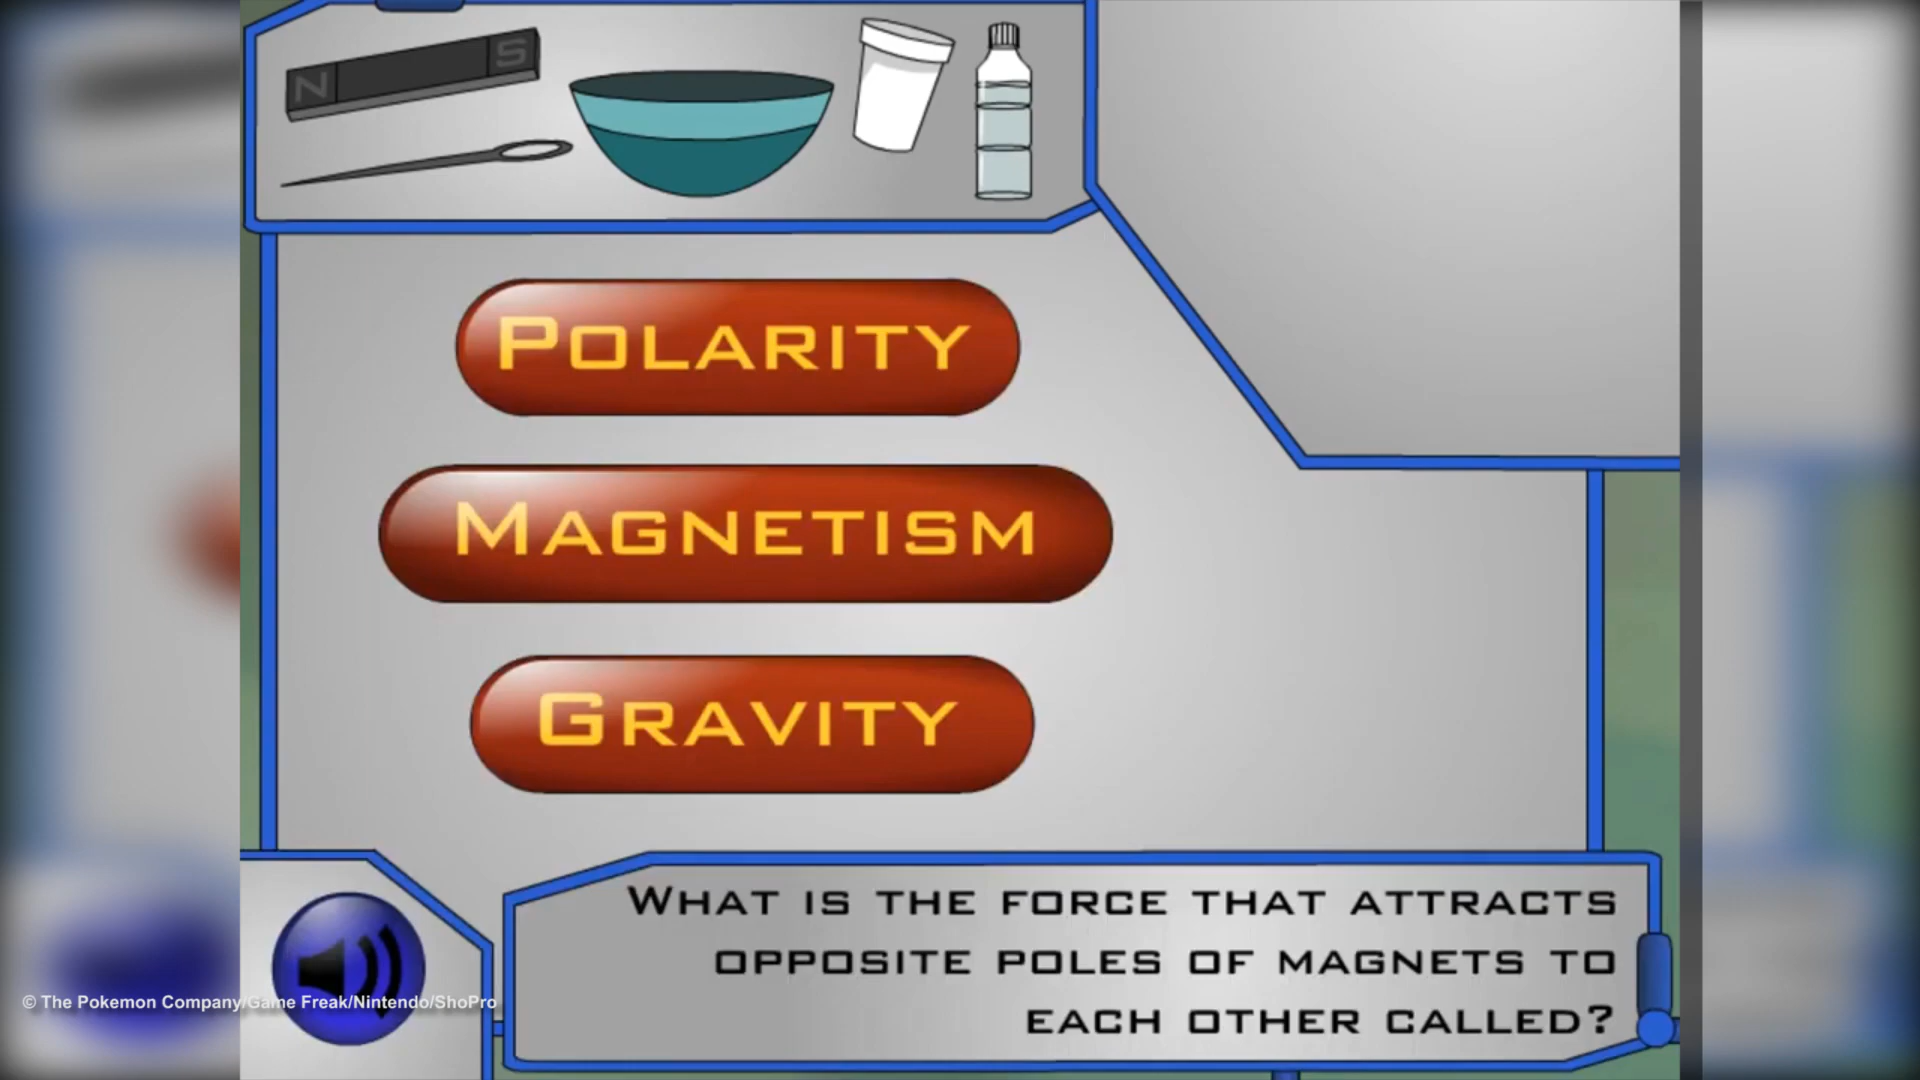 N S
POLARITY
MAGNETISM
GRAVITY
WHAT IS THE FORCE THAT ATTRACTS
OPPOSITE POLES OF MAGNETS TO
EACH OTHER CALLED?
© The Pokemon Company/Game Freak/Nintendo/ShoPro